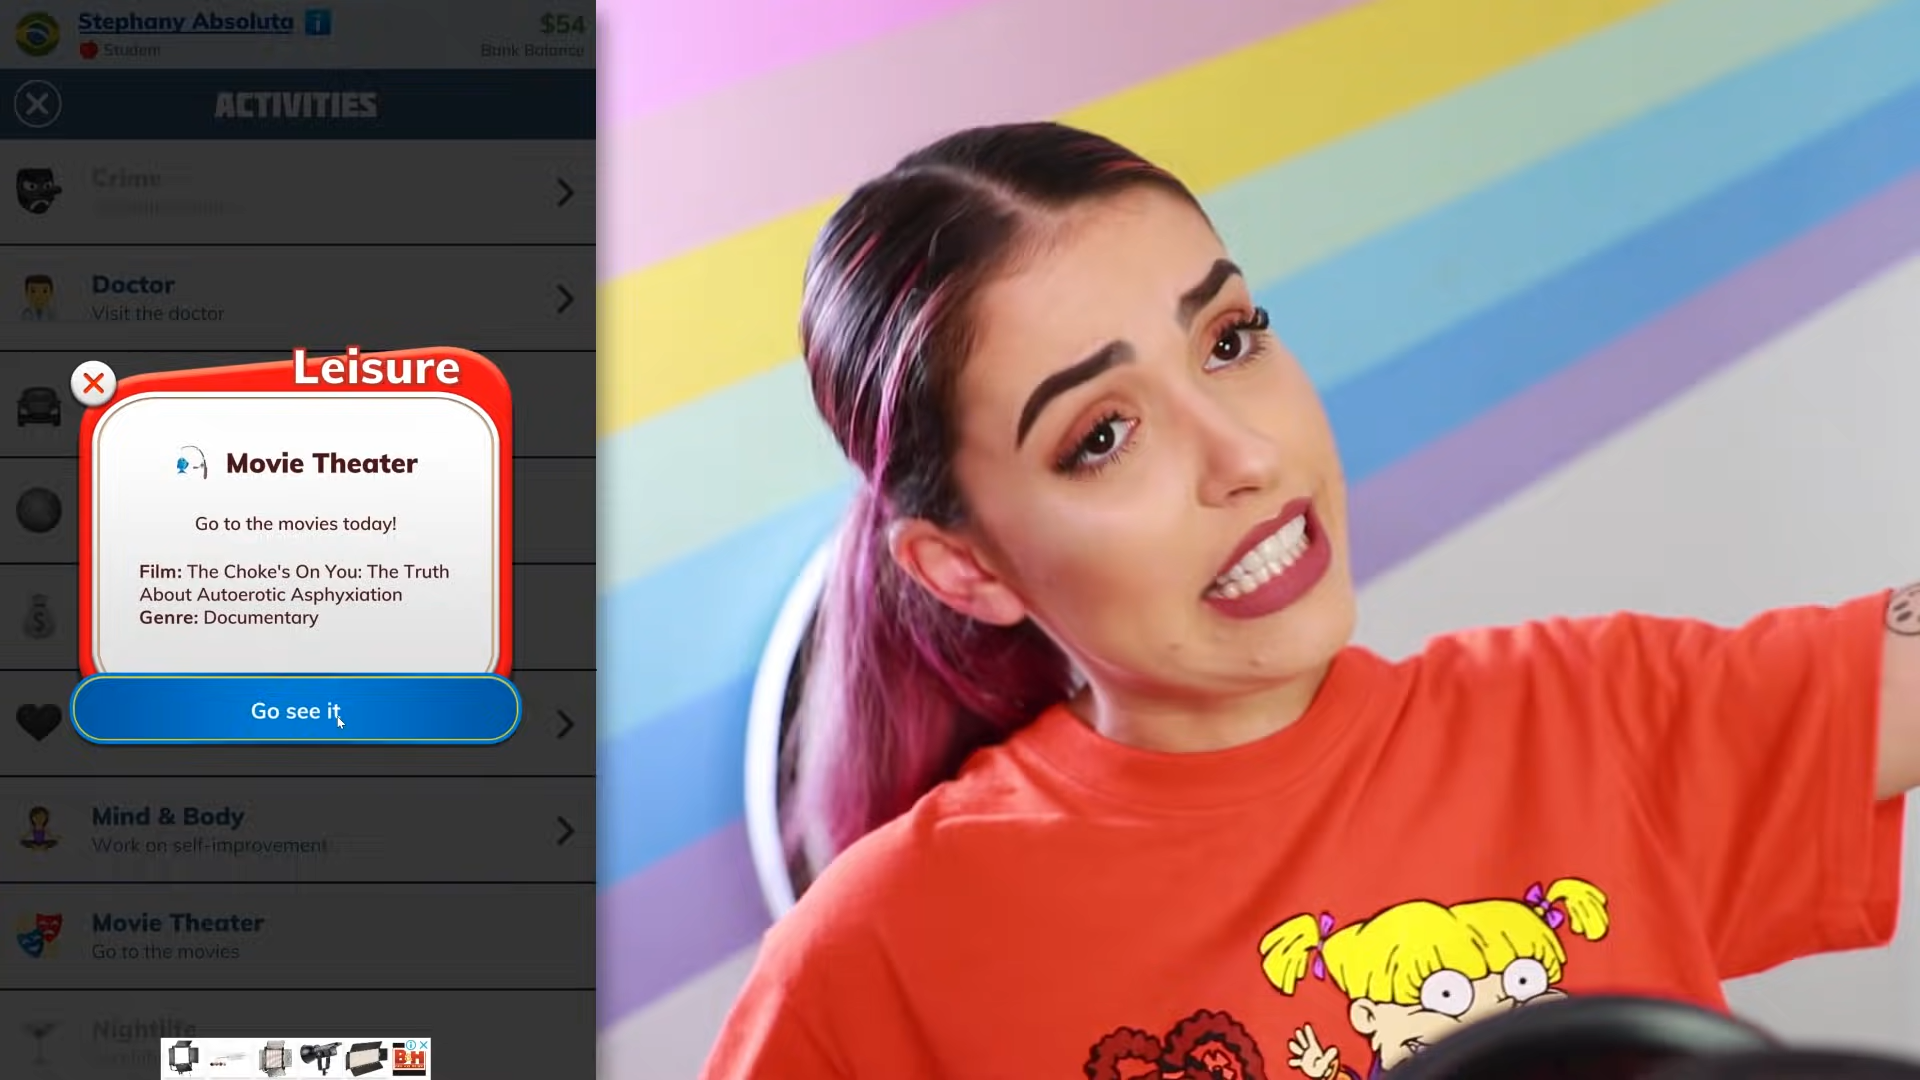 Stephany Absoluta
$54
Student
Bank Balance
ACTIVITIES
Crime
Doctor
Visit the doctor
Leisure
Movie Theater
Go to the movies today!
Film: The Choke's On You: The Truth
About Autoerotic Asphyxiation
Genre: Documentary
Go see it
Mind & Body
Work on self-improvement
Movie Theater
Go to the movies
Nightlife
B&H